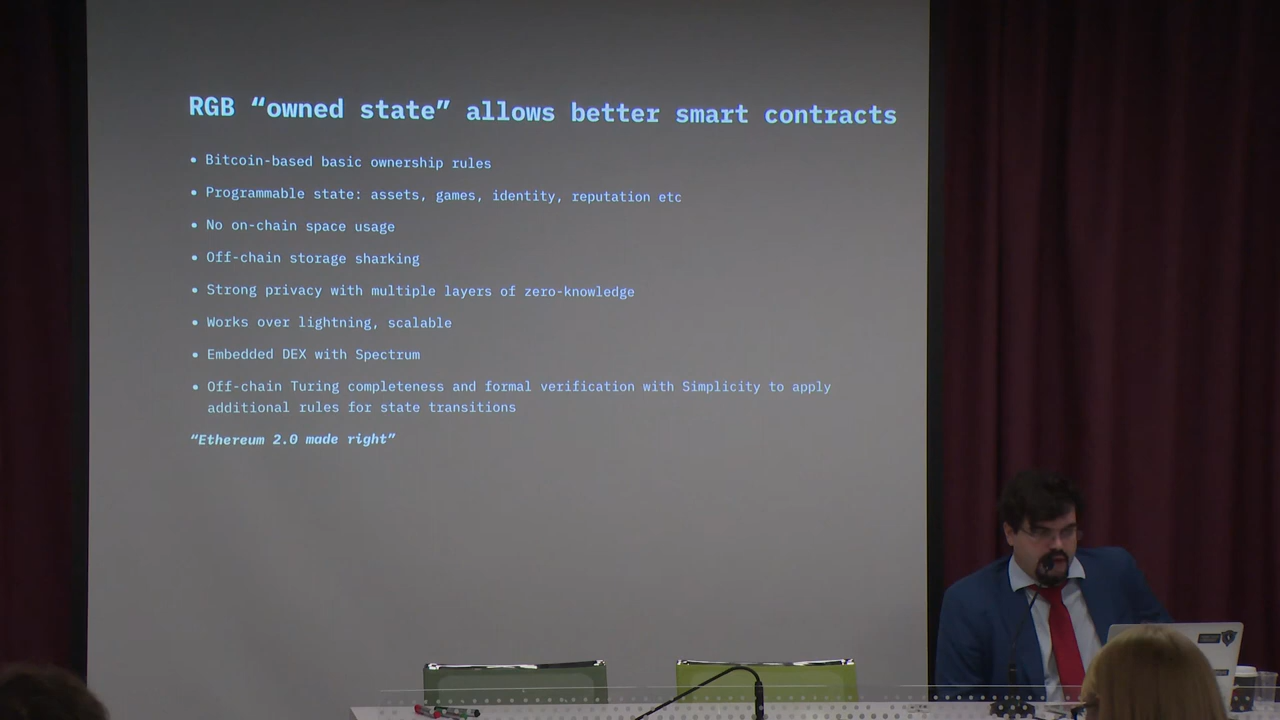 RGB “owned state” allows better smart contracts
• Bitcoin-based basic ownership rules
• Programmable state: assets, games, identity, reputation etc
• No on-chain space usage
• Off-chain storage sharking
• Strong privacy with multiple layers of zero-knowledge
• Works over lightning, scalable
• Embedded DEX with Spectrum
• Off-chain Turing completeness and formal verification with Simplicity to apply
additional rules for state transitions
“Ethereum 2.0 made right”